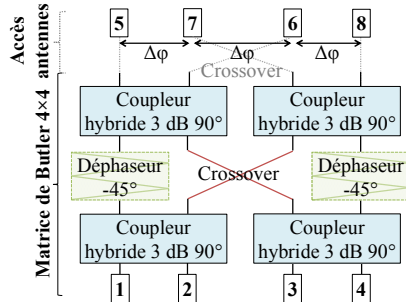 Accès
antennes
5 7 6 8
Δφ Δφ Δφ
Crossover
Matrice de Butler 4×4
Coupleur
hybride 3 dB 90°
Coupleur
hybride 3 dB 90°
Déphaseur
-45°
Crossover
Déphaseur
-45°
Coupleur
hybride 3 dB 90°
Coupleur
hybride 3 dB 90°
1 2 3 4